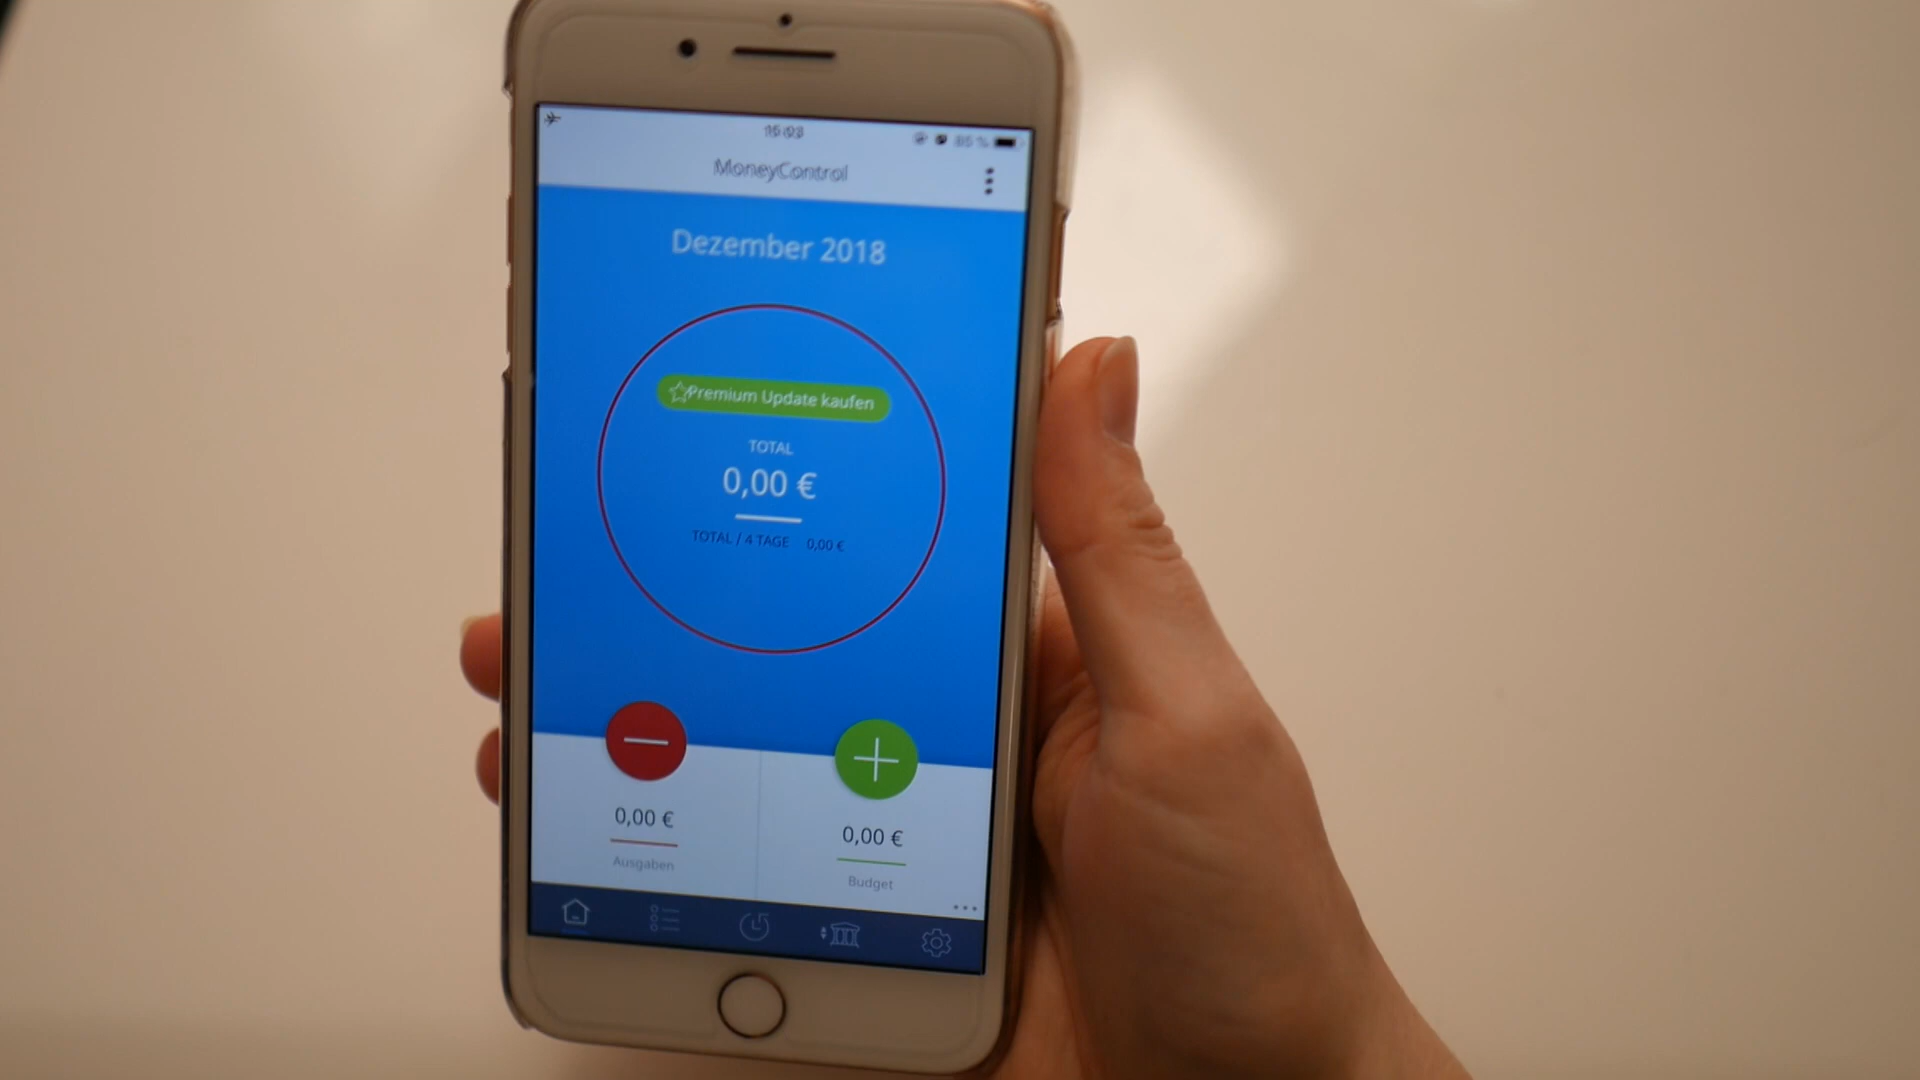 85 %
MoneyControl
Dezember 2018
Premium Update kaufen
TOTAL
0,00 €
TOTAL / 4 TAGE 0,00 €
0,00 €
Ausgaben
0,00 €
Budget